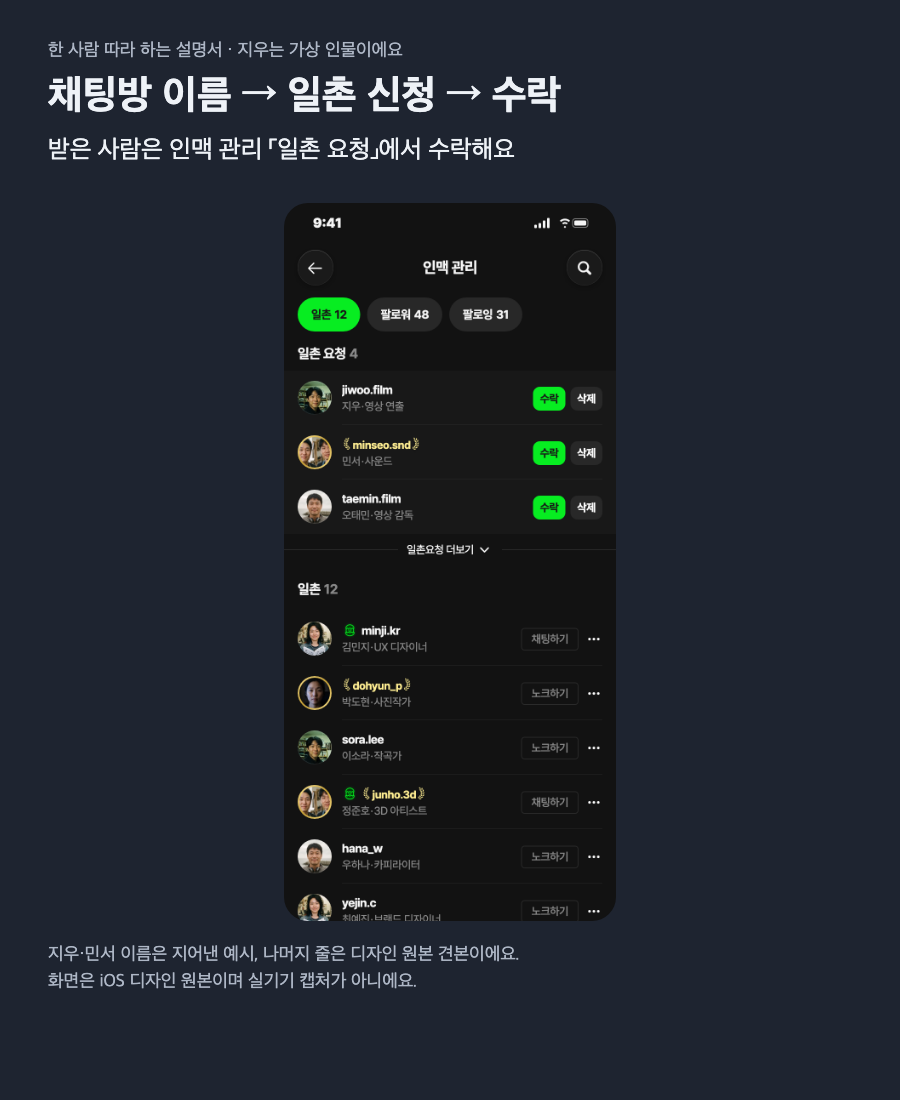 한 사람 따라 하는 설명서 · 지우는 가상 인물이에요
채팅방 이름 → 일촌 신청 → 수락
받은 사람은 인맥 관리 「일촌 요청」에서 수락해요
9:41
인맥 관리
일촌 12 팔로워 48 팔로잉 31
일촌 요청 4
jiwoo.film
지우·영상 연출
수락 삭제
minseo.snd
민서·사운드
수락 삭제
taemin.film
오태민·영상 감독
수락 삭제
일촌요청 더보기
일촌 12
minji.kr
김민지·UX 디자이너
채팅하기
dohyun_p
박도현·사진작가
노크하기
sora.lee
이소라·작곡가
노크하기
junho.3d
정준호·3D 아티스트
채팅하기
hana_w
우하나·카피라이터
노크하기
yejin.c
최예진·브랜드 디자이너
노크하기
지우·민서 이름은 지어낸 예시, 나머지 줄은 디자인 원본 견본이에요.
화면은 iOS 디자인 원본이며 실기기 캡처가 아니에요.